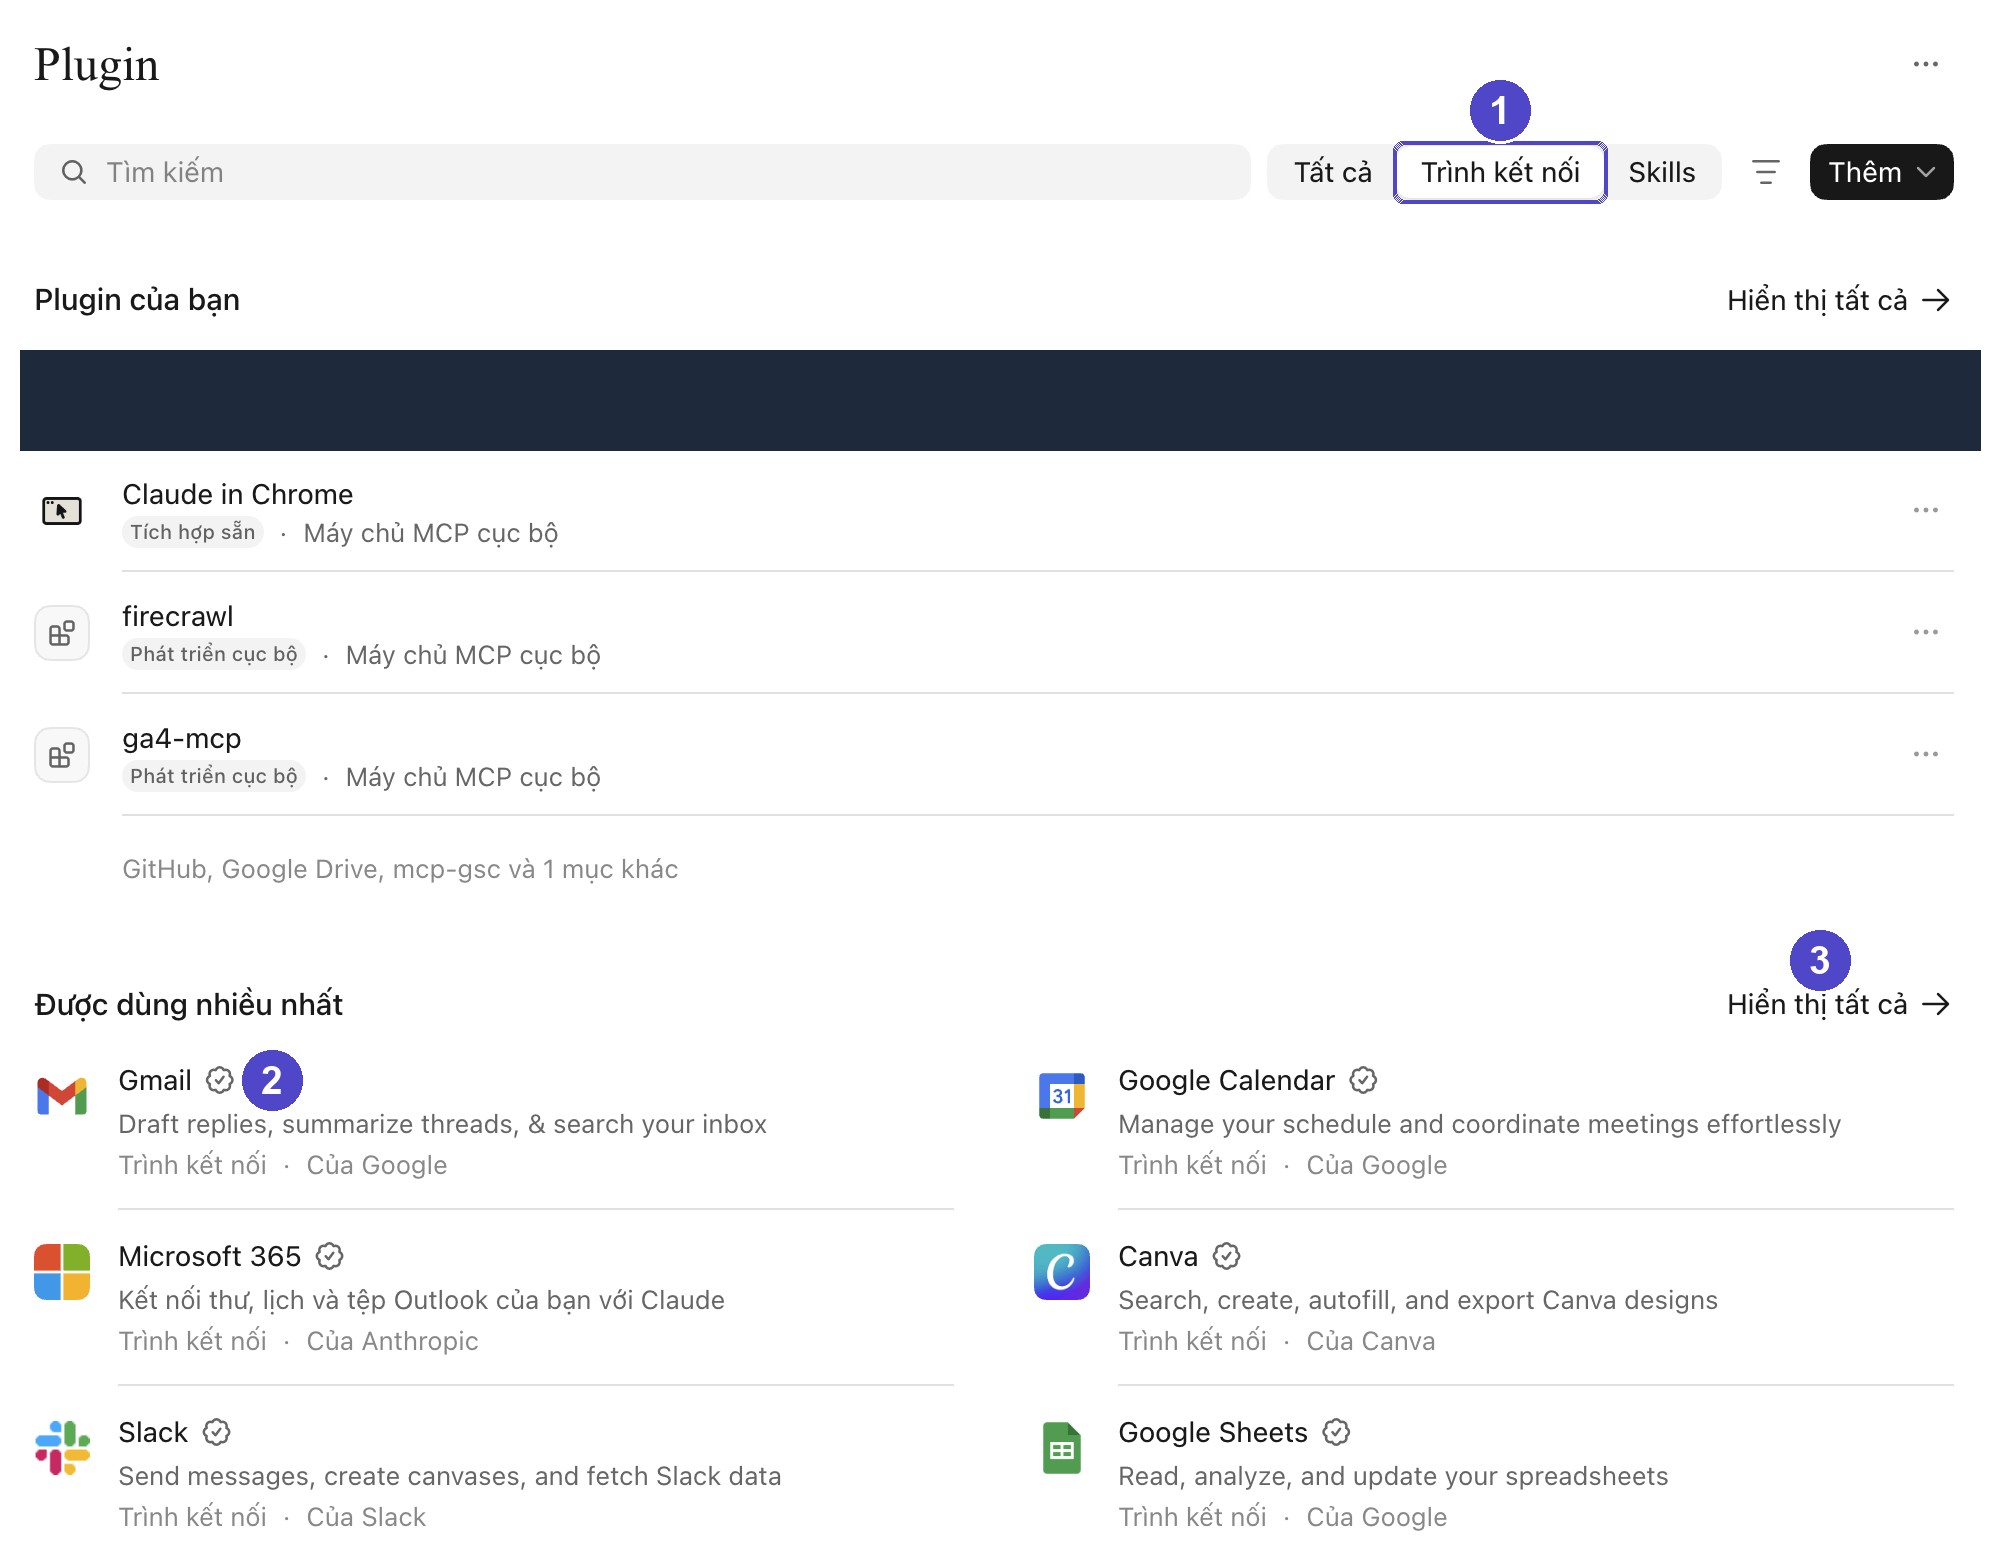 Plugin
1
Tìm kiếm
Tất cả
Trình kết nối
Skills
Thêm
Plugin của bạn
Hiển thị tất cả →
Claude in Chrome
Tích hợp sẵn · Máy chủ MCP cục bộ
firecrawl
Phát triển cục bộ · Máy chủ MCP cục bộ
ga4-mcp
Phát triển cục bộ · Máy chủ MCP cục bộ
GitHub, Google Drive, mcp-gsc và 1 mục khác
3
Được dùng nhiều nhất
Hiển thị tất cả →
Gmail
2
Draft replies, summarize threads, & search your inbox
Trình kết nối · Của Google
31
Google Calendar
Manage your schedule and coordinate meetings effortlessly
Trình kết nối · Của Google
Microsoft 365
Kết nối thư, lịch và tệp Outlook của bạn với Claude
Trình kết nối · Của Anthropic
C
Canva
Search, create, autofill, and export Canva designs
Trình kết nối · Của Canva
Slack
Send messages, create canvases, and fetch Slack data
Trình kết nối · Của Slack
Google Sheets
Read, analyze, and update your spreadsheets
Trình kết nối · Của Google